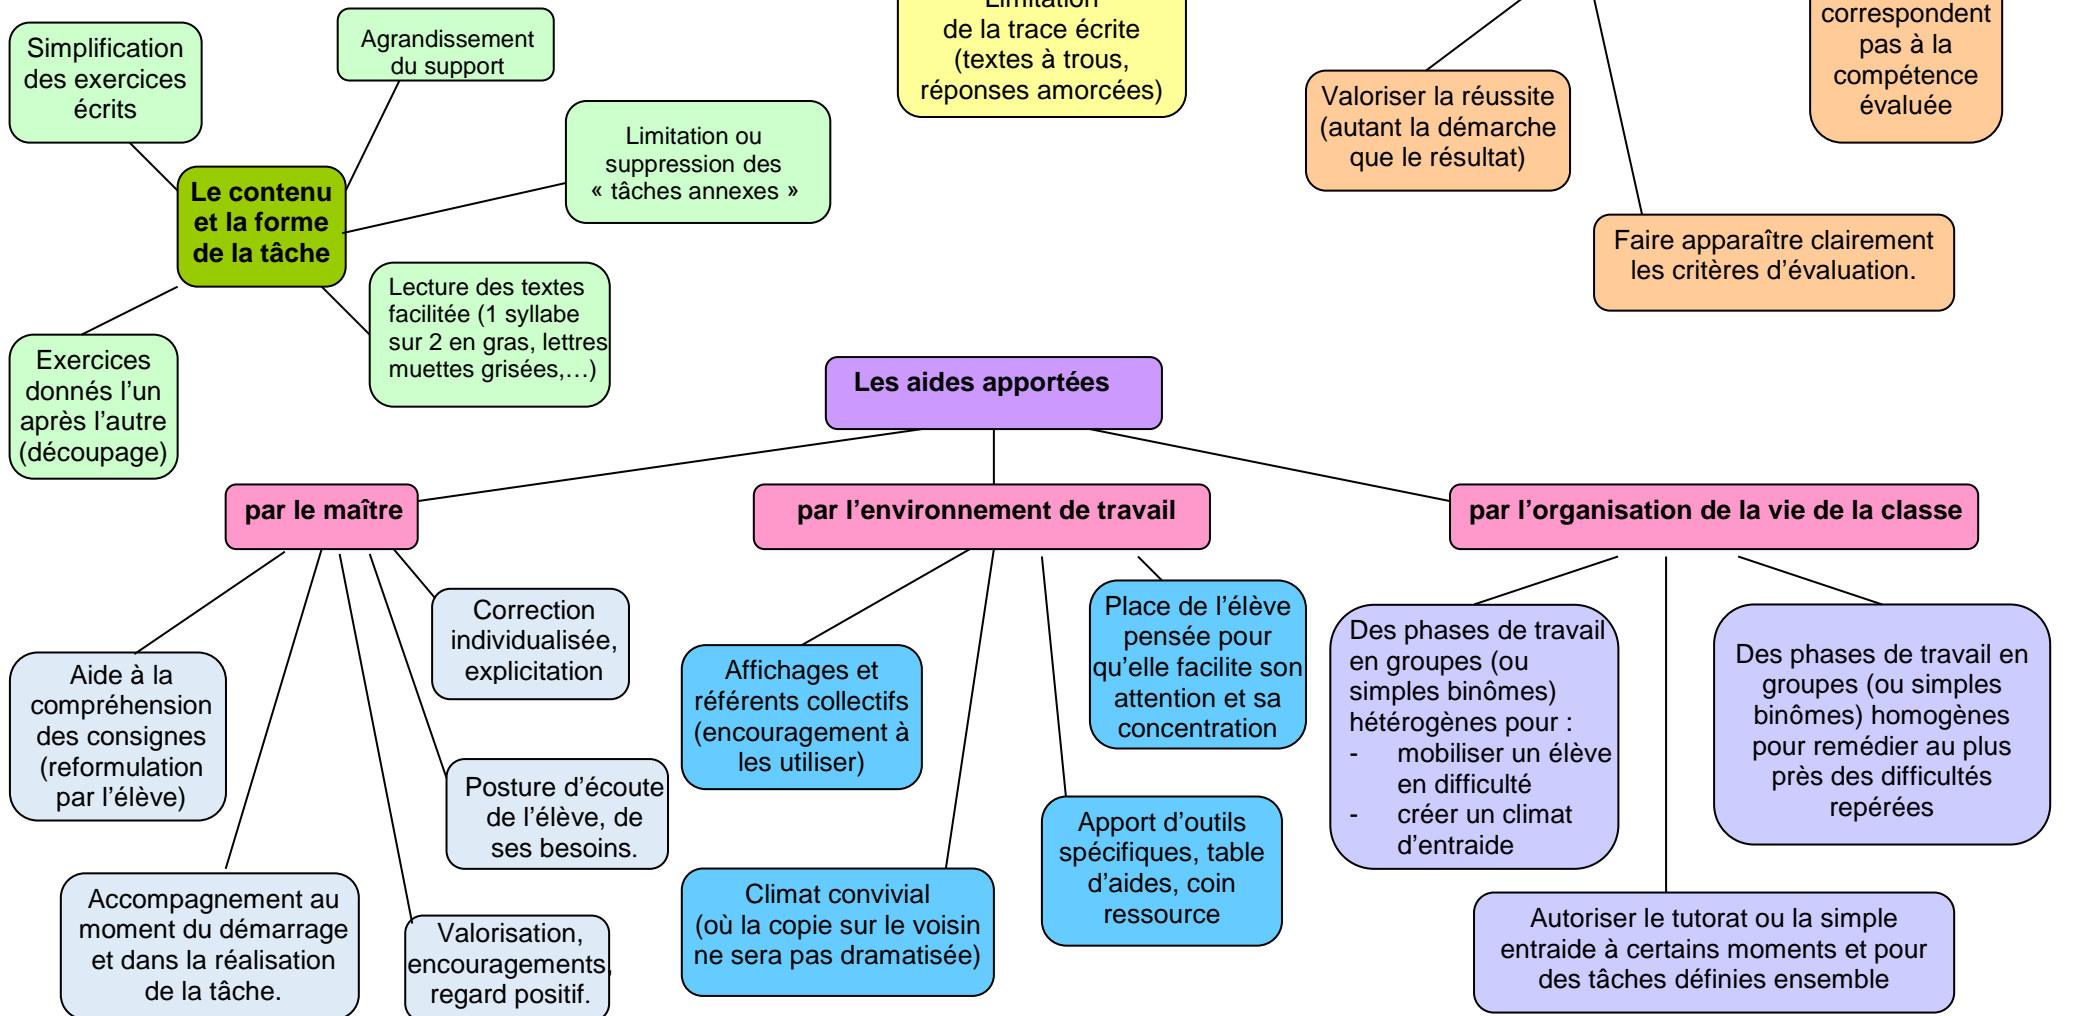 Simplification
des exercices
écrits
Agrandissement
du support
Limitation
de la trace écrite
(textes à trous,
réponses amorcées)
correspondent
pas à la
compétence
évaluée
Valoriser la réussite
(autant la démarche
que le résultat)
Limitation ou
suppression des
« tâches annexes »
Le contenu
et la forme
de la tâche
Faire apparaître clairement
les critères d’évaluation.
Lecture des textes
facilitée (1 syllabe
sur 2 en gras, lettres
muettes grisées,…)
Exercices
donnés l’un
après l’autre
(découpage)
Les aides apportées
par le maître
par l’environnement de travail
par l’organisation de la vie de la classe
Correction
individualisée,
explicitation
Aide à la
compréhension
des consignes
(reformulation
par l’élève)
Posture d’écoute
de l’élève, de
ses besoins.
Accompagnement au
moment du démarrage
et dans la réalisation
de la tâche.
Valorisation,
encouragements,
regard positif.
Place de l’élève
pensée pour
qu’elle facilite son
attention et sa
concentration
Affichages et
référents collectifs
(encouragement à
les utiliser)
Apport d’outils
spécifiques, table
d’aides, coin
ressource
Climat convivial
(où la copie sur le voisin
ne sera pas dramatisée)
Des phases de travail
en groupes (ou
simples binômes)
hétérogènes pour :
- mobiliser un élève
en difficulté
- créer un climat
d’entraide
Des phases de travail en
groupes (ou simples
binômes) homogènes
pour remédier au plus
près des difficultés
repérées
Autoriser le tutorat ou la simple
entraide à certains moments et pour
des tâches définies ensemble